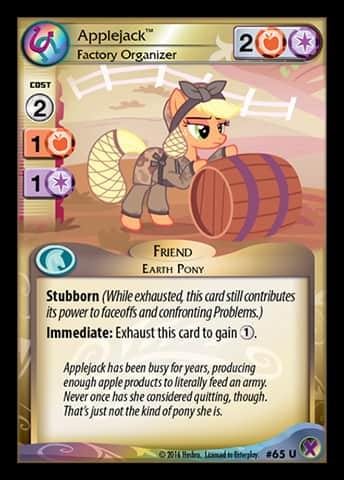 Applejack™
Factory Organizer
2
COST
2
1
1
FRIEND
EARTH PONY
Stubborn (While exhausted, this card still contributes
its power to faceoffs and confronting Problems.)
Immediate: Exhaust this card to gain 1.
Applejack has been busy for years, producing
enough apple products to literally feed an army.
Never once has she considered quitting, though.
That's just not the kind of pony she is.
© 2016 Hasbro. Licensed to Enterplay.
#65 U